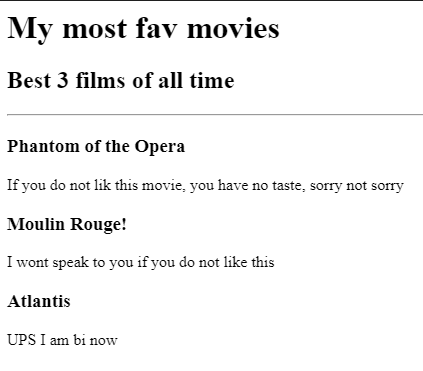 My most fav movies
Best 3 films of all time
Phantom of the Opera
If you do not lik this movie, you have no taste, sorry not sorry
Moulin Rouge!
I wont speak to you if you do not like this
Atlantis
UPS I am bi now